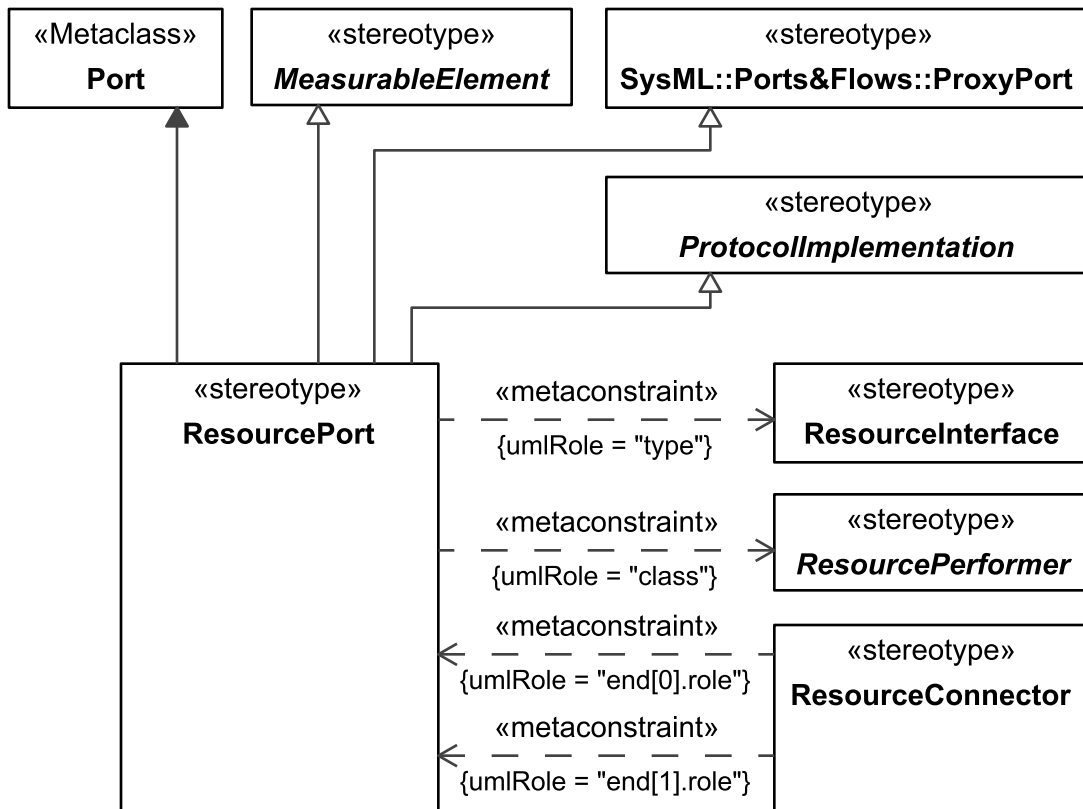 «Metaclass»
Port
«stereotype»
MeasurableElement
«stereotype»
SysML::Ports&Flows::ProxyPort
«stereotype»
ProtocolImplementation
«stereotype»
ResourcePort
«metaconstraint»
{umlRole = "type"}
«stereotype»
ResourceInterface
«metaconstraint»
{umlRole = "class"}
«stereotype»
ResourcePerformer
«metaconstraint»
{umlRole = "end[0].role"}
«metaconstraint»
{umlRole = "end[1].role"}
«stereotype»
ResourceConnector